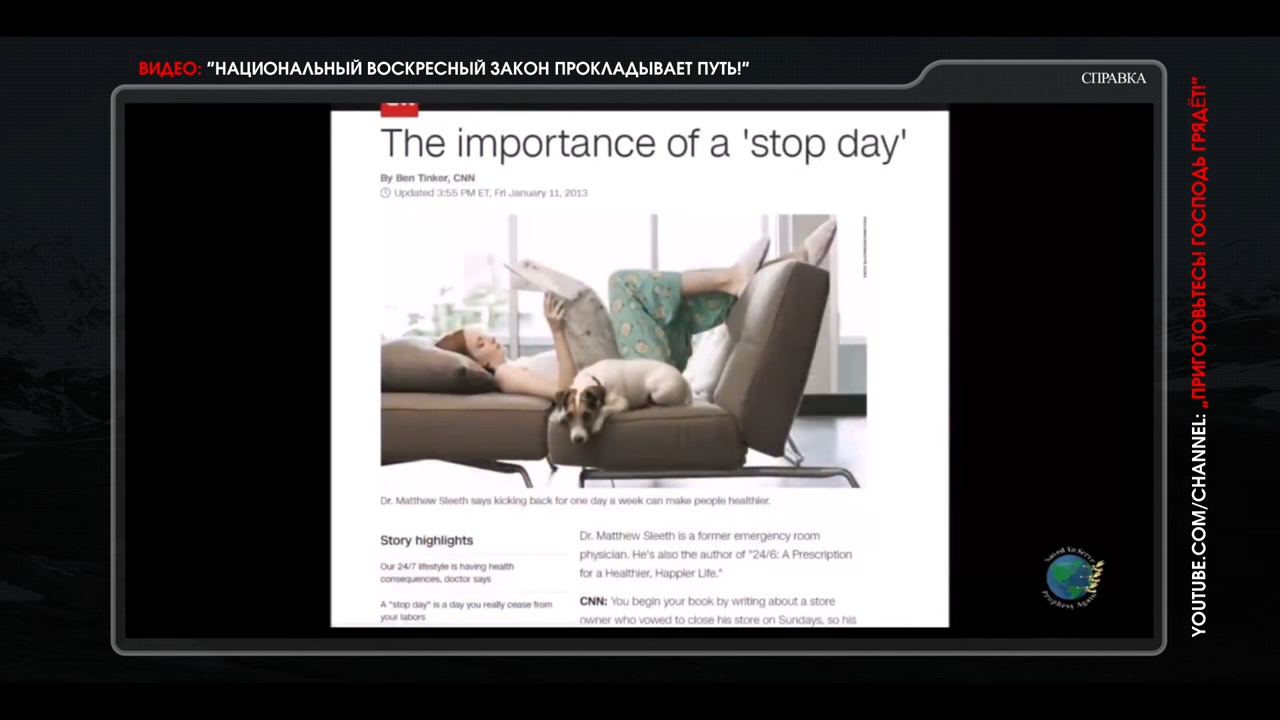 ВИДЕО: "НАЦИОНАЛЬНЫЙ ВОСКРЕСНЫЙ ЗАКОН ПРОКЛАДЫВАЕТ ПУТЬ!"
СПРАВКА
The importance of a 'stop day'
By Ben Tinker, CNN
Updated 3:55 PM ET, Fri January 11, 2013
Dr. Matthew Sleeth says kicking back for one day a week can make people healthier.
Story highlights
Our 24/7 lifestyle is having health
consequences, doctor says
A "stop day" is a day you really cease from
your labors
Dr. Matthew Sleeth is a former emergency room
physician. He's also the author of "24/6: A Prescription
for a Healthier, Happier Life."
CNN: You begin your book by writing about a store
owner who vowed to close his store on Sundays, so his
Saved To Serve
Prophesy Again
YOUTUBE.COM/CHANNEL: „ПРИГОТОВЬТЕСЬ! ГОСПОДЬ ГРЯДЁТ!"